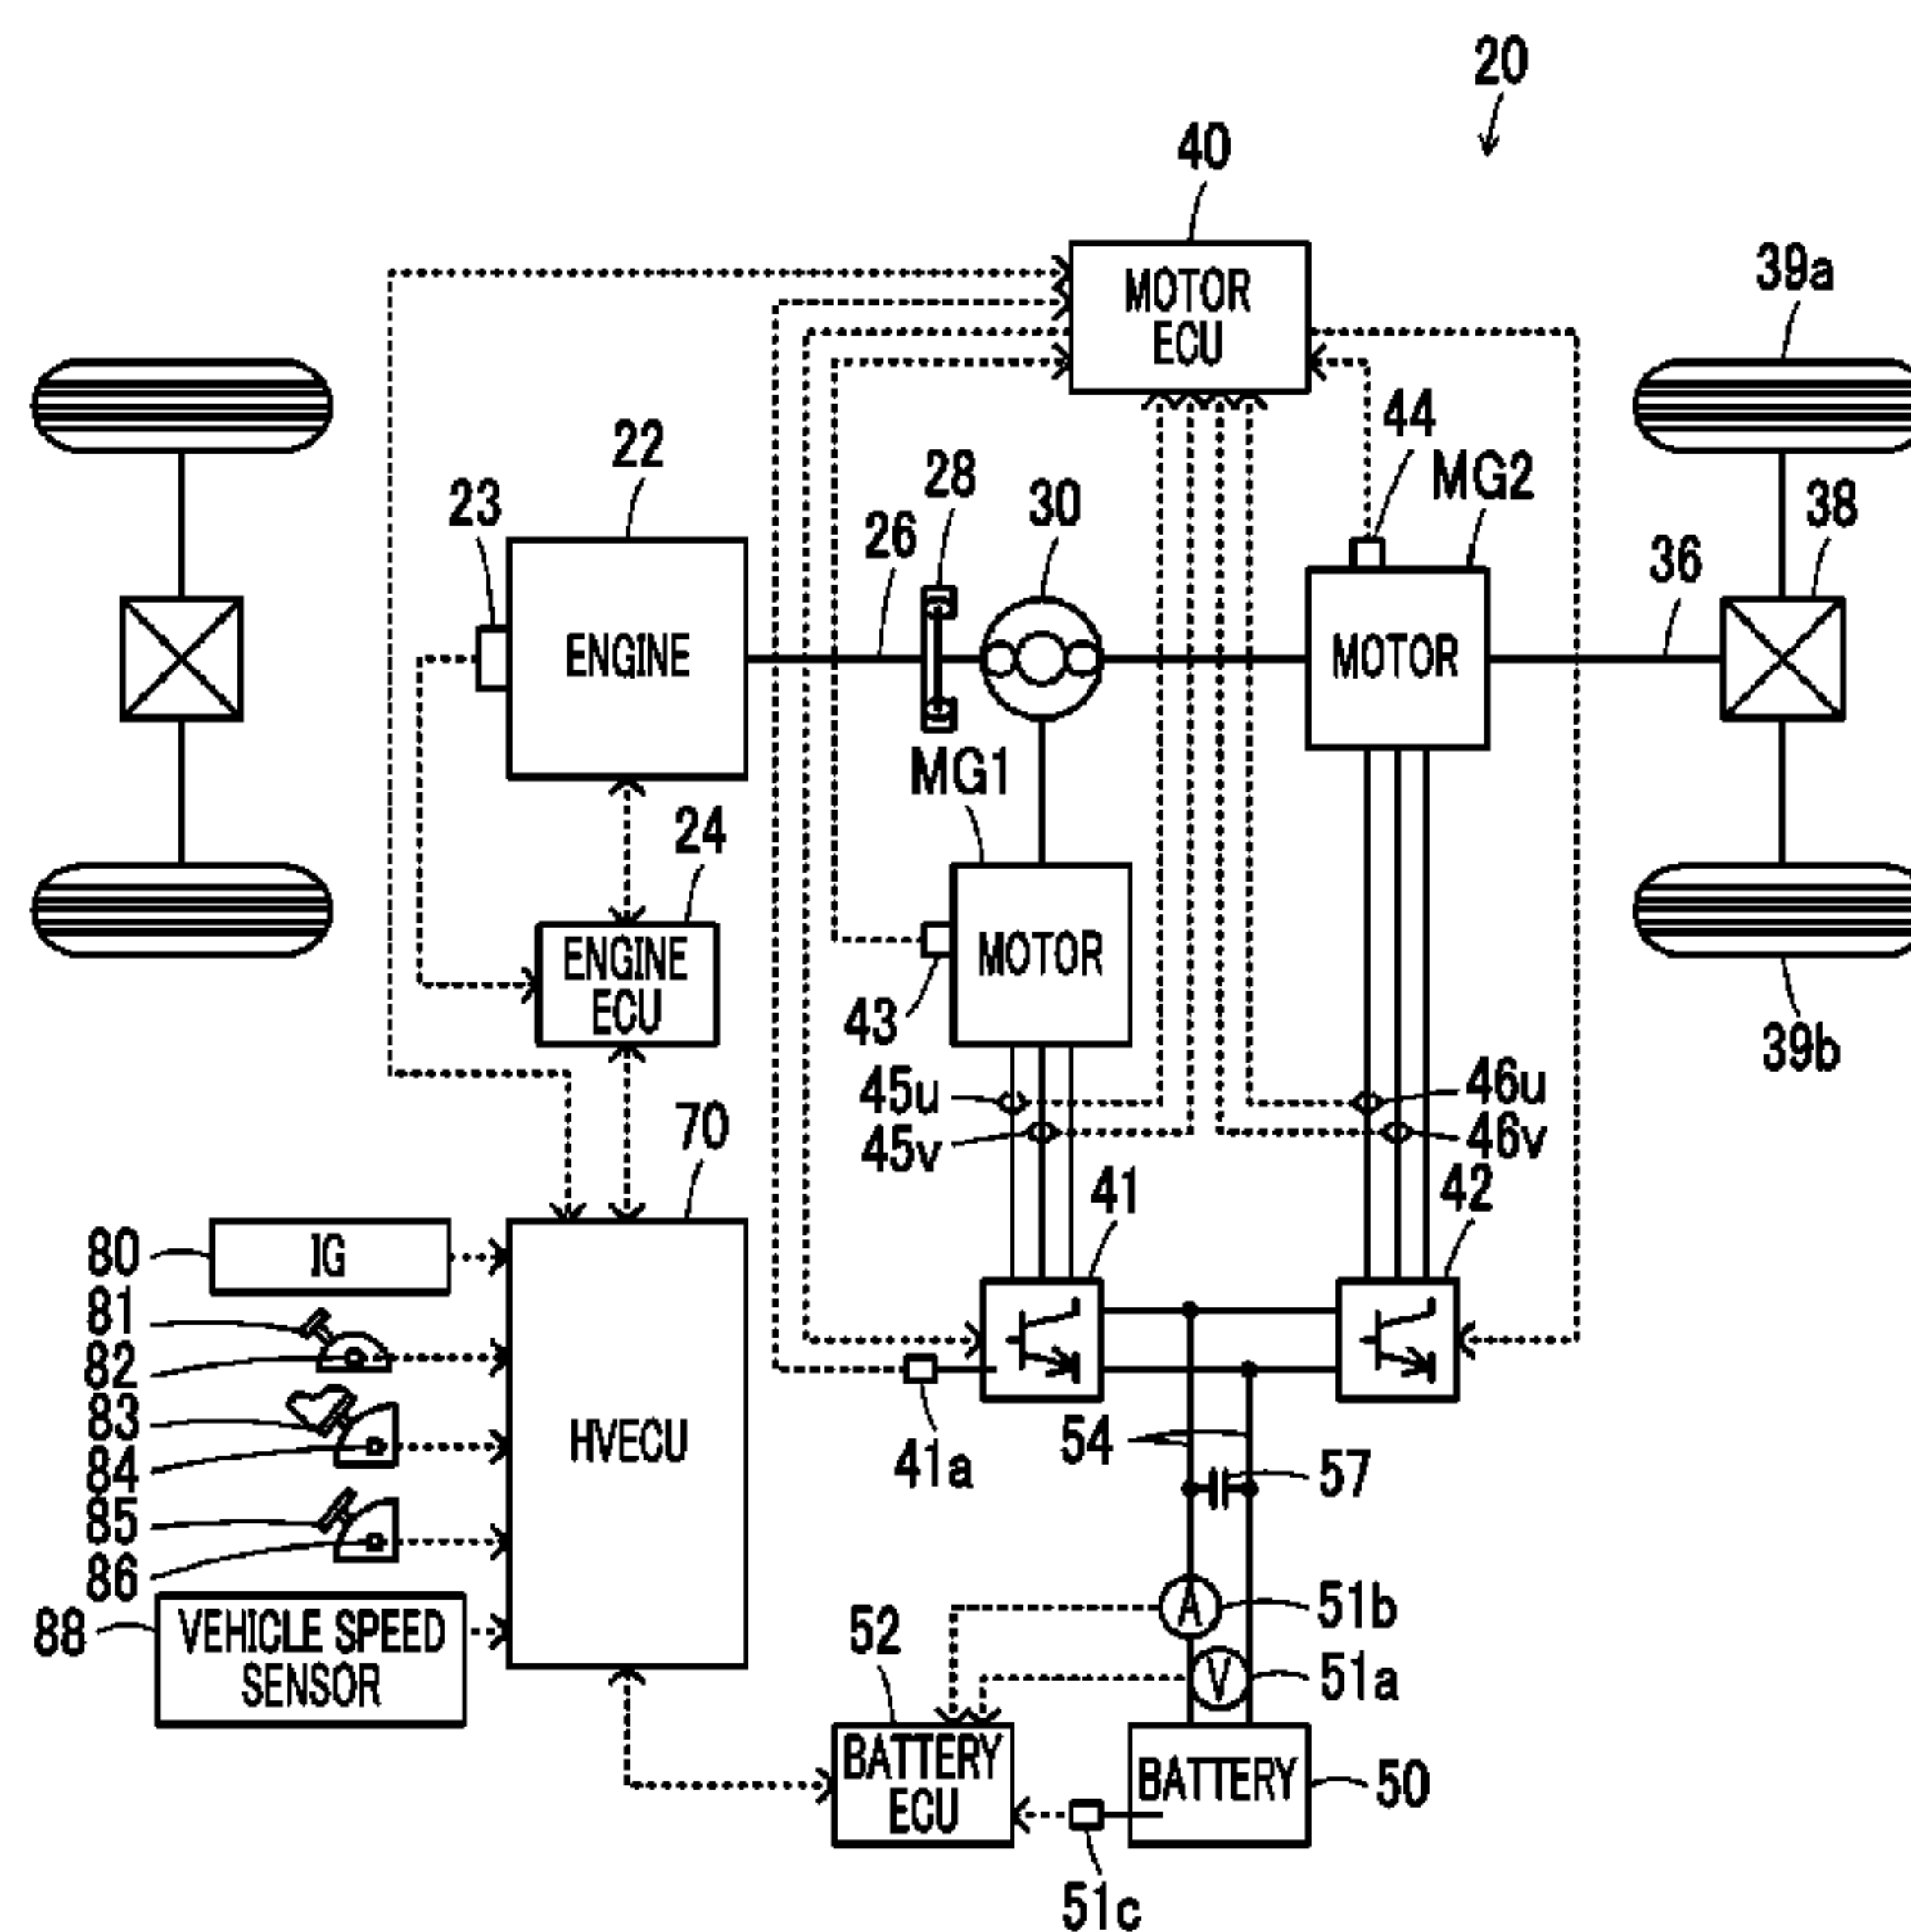 20
40
MOTOR
ECU
39a
44
MG2
22
28
30
38
23
26
36
ENGINE
MOTOR
MG1
24
ENGINE
ECU
MOTOR
43
39b
45u
46u
45v
46v
70
41
42
80
IG
81
82
83
84
85
86
HVECU
41a
54
57
88
VEHICLE SPEED
SENSOR
52
51b
A
51a
V
BATTERY
ECU
BATTERY
50
51c